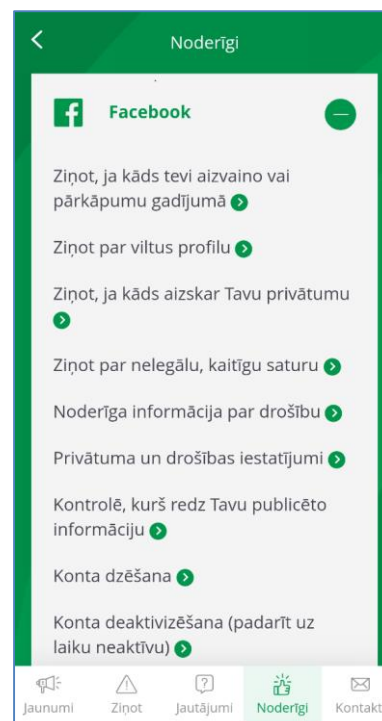 Noderīgi
Facebook
Ziņot, ja kāds tevi aizvaino vai
pārkāpumu gadījumā
Ziņot par viltus profilu
Ziņot, ja kāds aizskar Tavu privātumu
Ziņot par nelegālu, kaitīgu saturu
Noderīga informācija par drošību
Privātuma un drošības iestatījumi
Kontrolē, kurš redz Tavu publicēto
informāciju
Konta dzēšana
Konta deaktivizēšana (padarīt uz
laiku neaktīvu)
Jaunumi Ziņot Jautājumi Noderīgi Kontakt